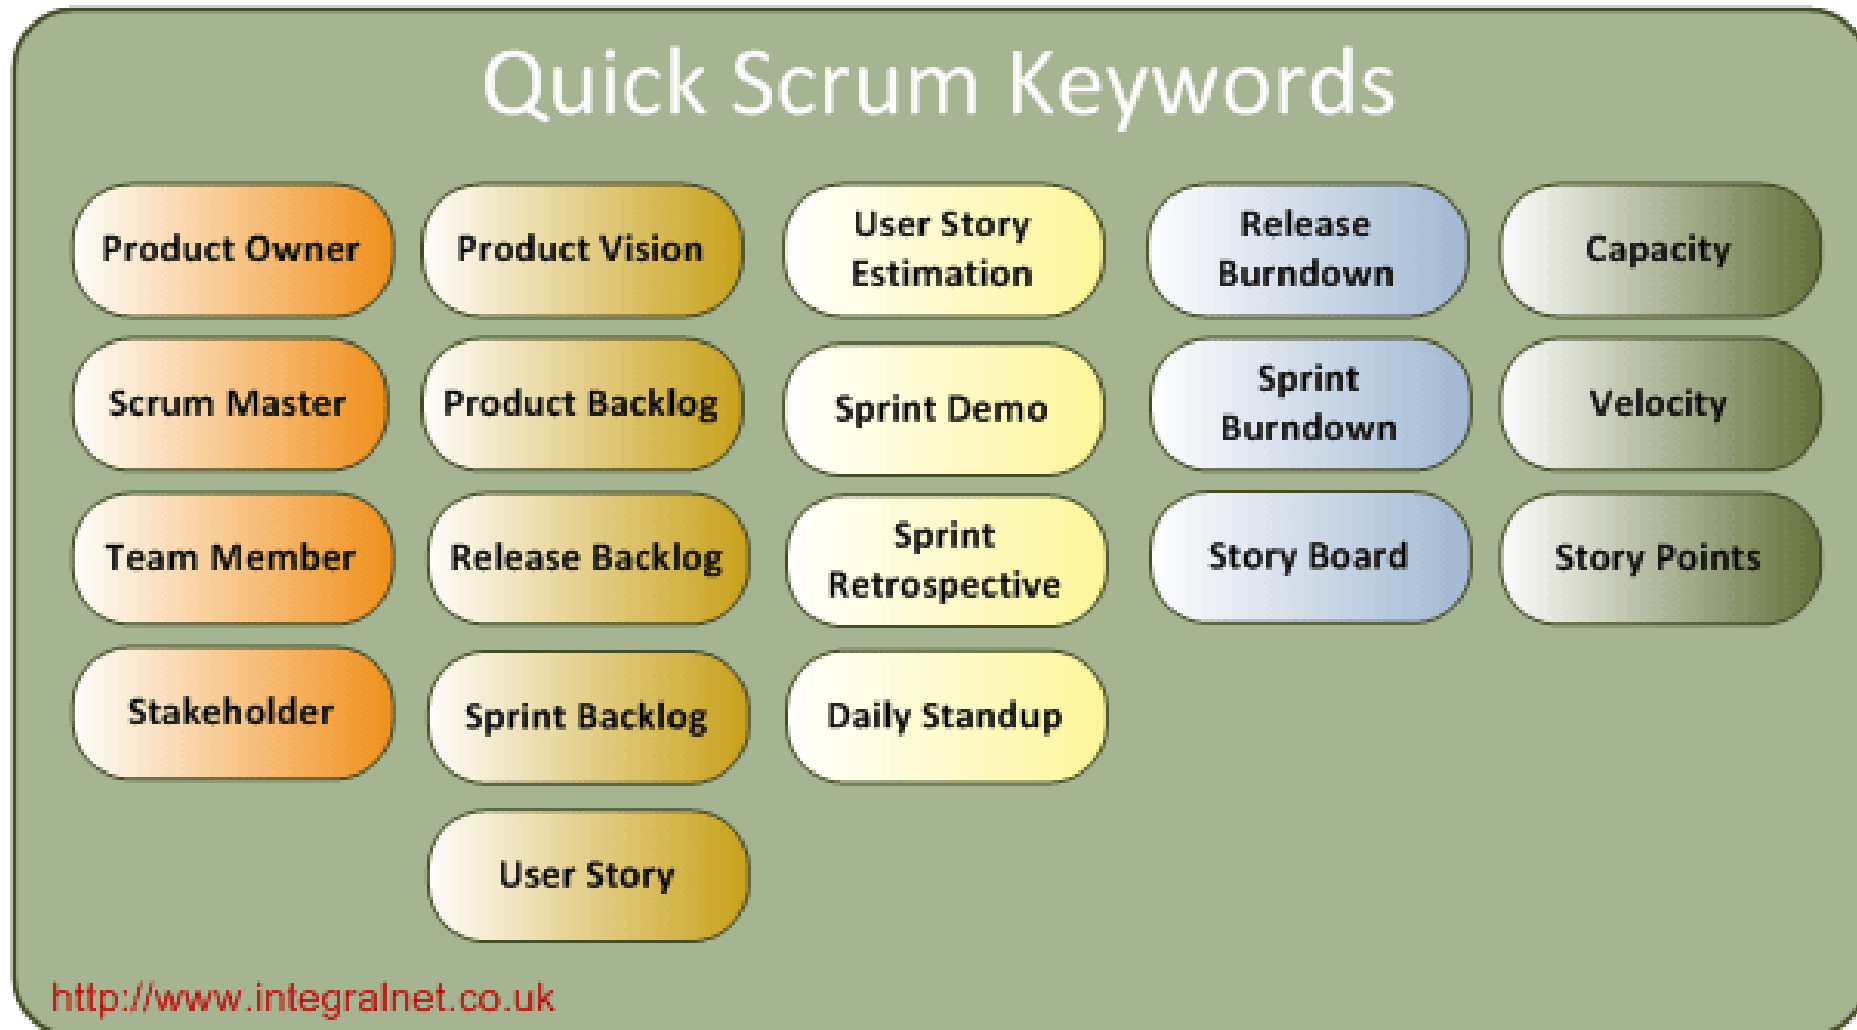 Quick Scrum Keywords
Product Owner
Scrum Master
Team Member
Stakeholder
Product Vision
Product Backlog
Release Backlog
Sprint Backlog
User Story
User Story
Estimation
Sprint Demo
Sprint
Retrospective
Daily Standup
Release
Burndown
Sprint
Burndown
Story Board
Capacity
Velocity
Story Points
http://www.integralnet.co.uk